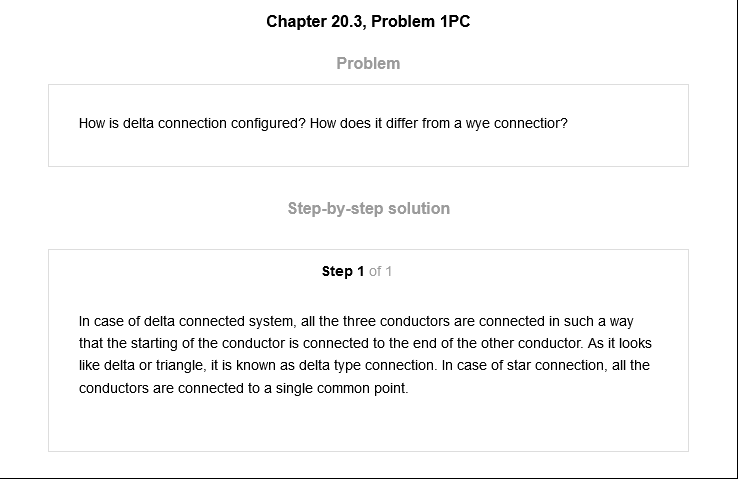 Chapter 20.3, Problem 1PC
Problem
How is delta connection configured? How does it differ from a wye connectior?
Step-by-step solution
Step 1 of 1
In case of delta connected system, all the three conductors are connected in such a way
that the starting of the conductor is connected to the end of the other conductor. As it looks
like delta or triangle, it is known as delta type connection. In case of star connection, all the
conductors are connected to a single common point.